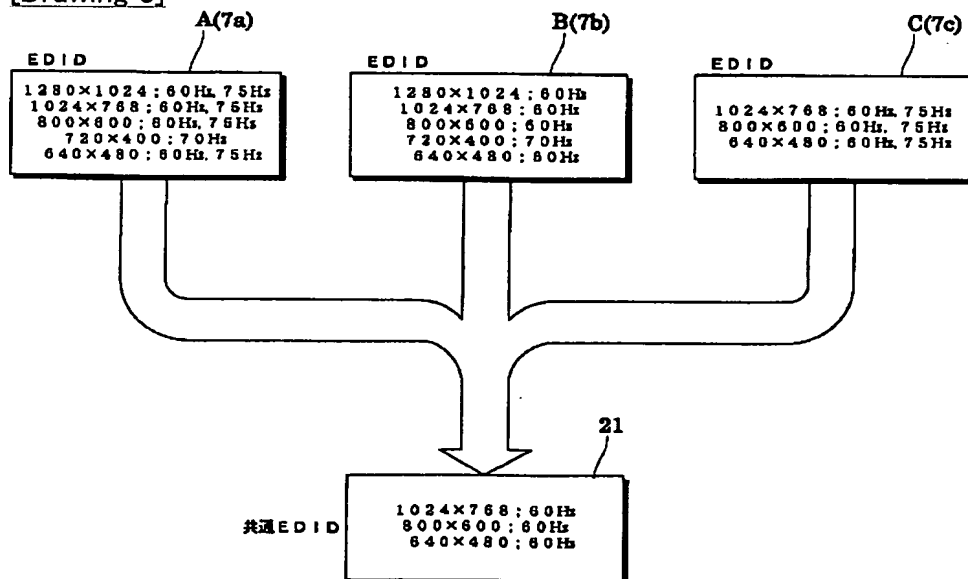 A(7a)
EDID
1280×1024 ; 60Hz, 75Hz
1024×768 ; 60Hz, 75Hz
800×600 ; 60Hz, 75Hz
720×400 ; 70Hz
640×480 ; 60Hz, 75Hz
B(7b)
EDID
1280×1024 ; 60Hz
1024×768 ; 60Hz
800×600 ; 60Hz
720×400 ; 70Hz
640×480 ; 60Hz
C(7c)
EDID
1024×768 ; 60Hz, 75Hz
800×600 ; 60Hz, 75Hz
640×480 ; 60Hz, 75Hz
21
共通EDID
1024×768 ; 60Hz
800×600 ; 60Hz
640×480 ; 60Hz